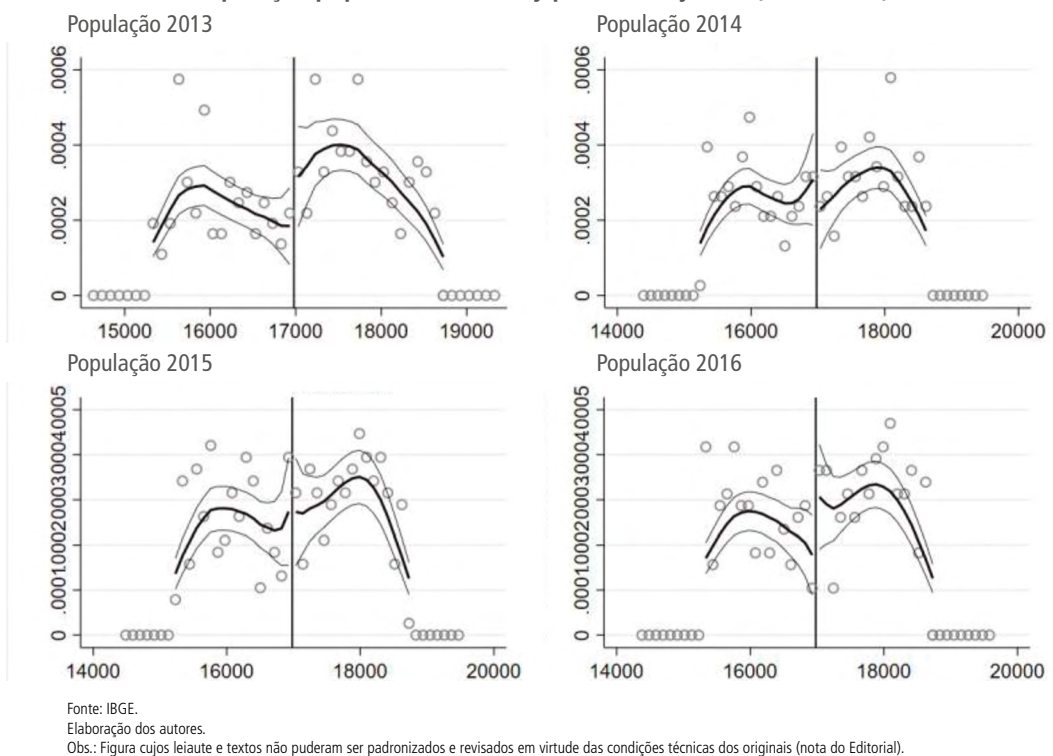 População 2013
População 2014
0 .0002 .0004 .0006
15000 16000 17000 18000 19000
0 .0002 .0004 .0006
14000 16000 18000 20000
População 2015
População 2016
0 .0001.0002.0003.0004.0005
14000 16000 18000 20000
0 .0001.0002.0003.0004.0005
14000 16000 18000 20000
Fonte: IBGE.
Elaboração dos autores.
Obs.: Figura cujos leiaute e textos não puderam ser padronizados e revisados em virtude das condições técnicas dos originais (nota do Editorial).